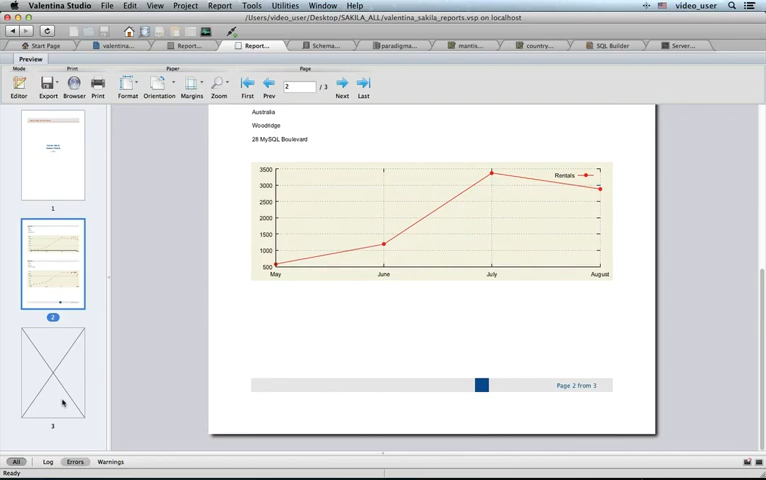 Valentina Studio File Edit View Project Report Tools Utilities Window Help video_user
/Users/video_user/Desktop/SAKILA_ALL/valentina_sakila_reports.vsp on localhost
Start Page valentina... Report... Report... Schema... paradigma... mantis... country... SQL Builder Server...
Preview
Mode Print Paper Page
2 / 3
Editor Export Browser Print Format Orientation Margins Zoom First Prev Next Last
Australia
Woodridge
28 MySQL Boulevard
3500
3000
2500
2000
1500
1000
500
Rentals
May June July August
Page 2 from 3
1
2
3
All Log Errors Warnings
Ready